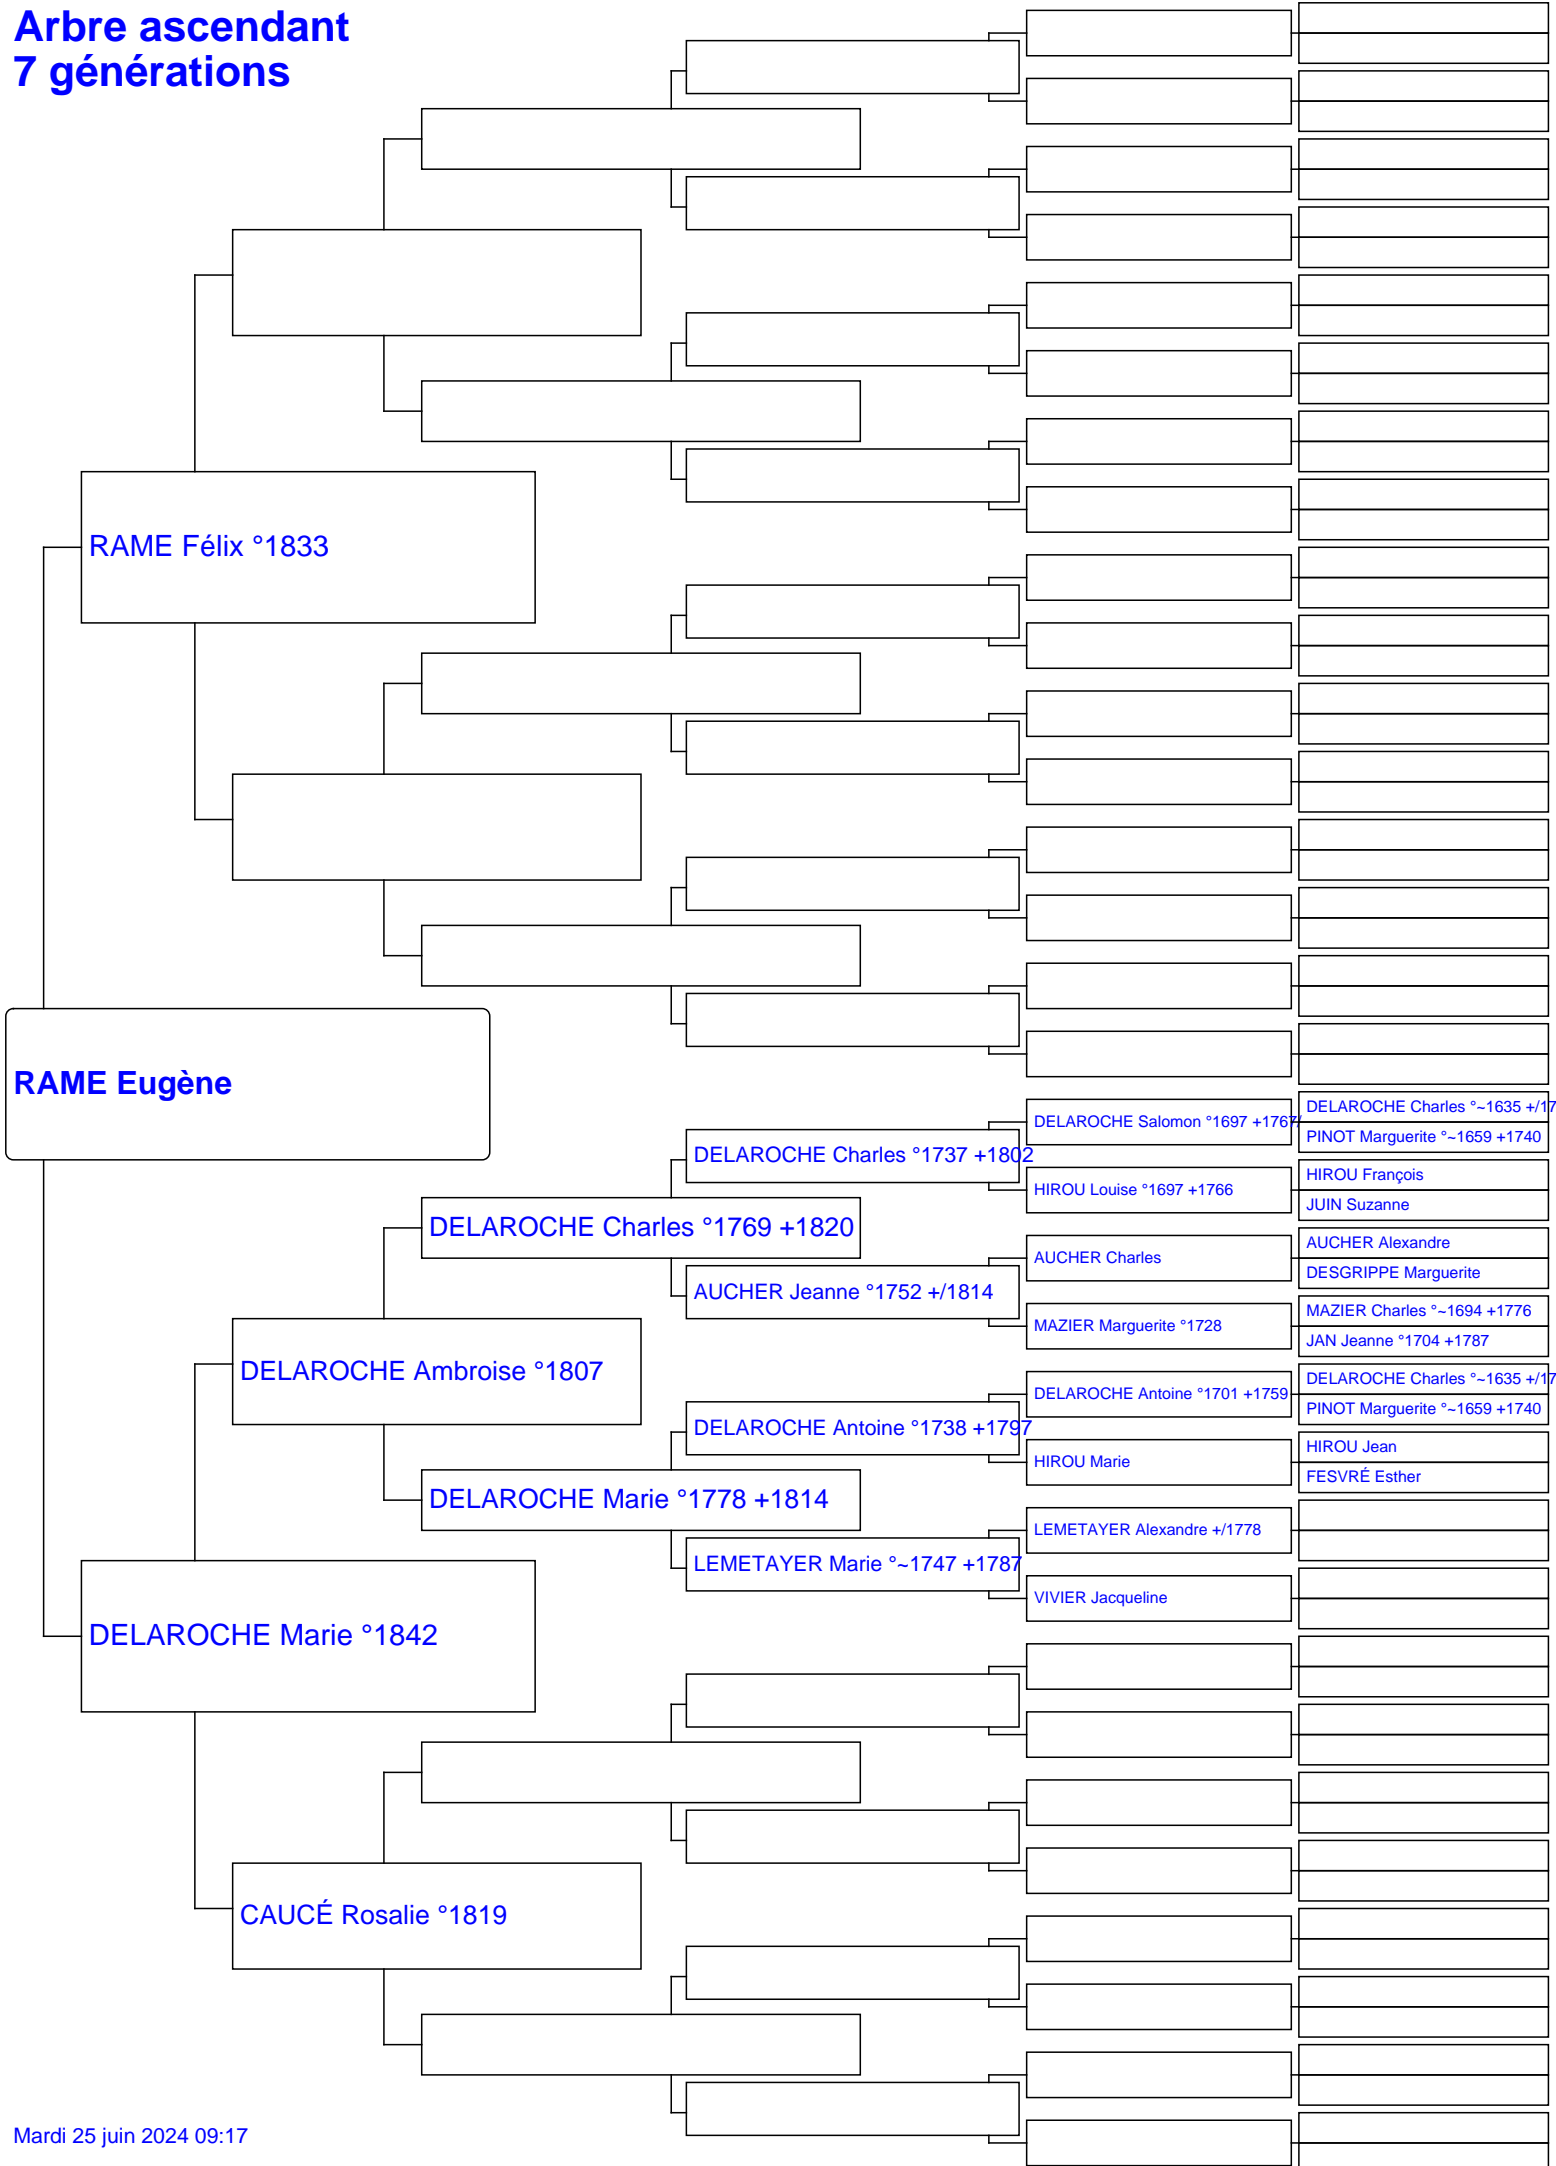 Arbre ascendant
7 générations
RAME Félix °1833
RAME Eugène
DELAROCHE Salomon °1697 +1767/
DELAROCHE Charles °~1635 +/17
PINOT Marguerite °~1659 +1740
DELAROCHE Charles °1737 +1802
HIROU Louise °1697 +1766
HIROU François
JUIN Suzanne
DELAROCHE Charles °1769 +1820
AUCHER Charles
AUCHER Alexandre
DESGRIPPE Marguerite
AUCHER Jeanne °1752 +/1814
MAZIER Marguerite °1728
MAZIER Charles °~1694 +1776
JAN Jeanne °1704 +1787
DELAROCHE Ambroise °1807
DELAROCHE Antoine °1701 +1759
DELAROCHE Charles °~1635 +/17
PINOT Marguerite °~1659 +1740
DELAROCHE Antoine °1738 +1797
HIROU Marie
HIROU Jean
FESVRÉ Esther
DELAROCHE Marie °1778 +1814
LEMETAYER Alexandre +/1778
LEMETAYER Marie °~1747 +1787
VIVIER Jacqueline
DELAROCHE Marie °1842
CAUCÉ Rosalie °1819
Mardi 25 juin 2024 09:17